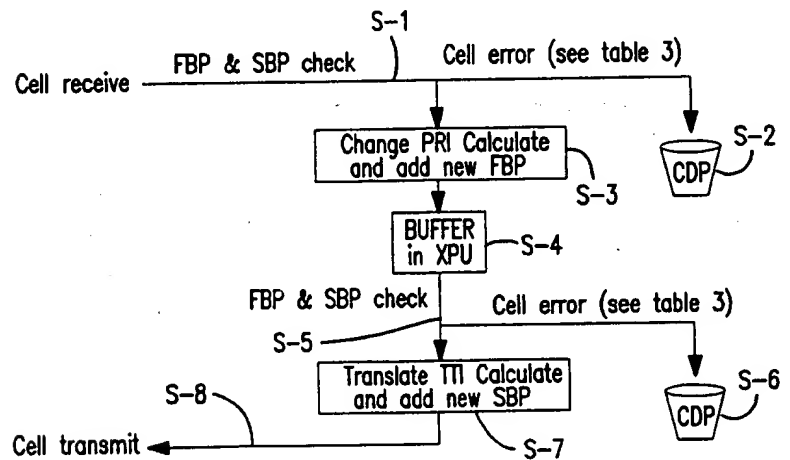 S-1
FBP & SBP check
Cell error (see table 3)
Cell receive
S-2
CDP
Change PRI Calculate
and add new FBP
S-3
BUFFER
in XPU
S-4
FBP & SBP check
Cell error (see table 3)
S-5
Translate TTI Calculate
and add new SBP
S-6
CDP
S-8
Cell transmit
S-7